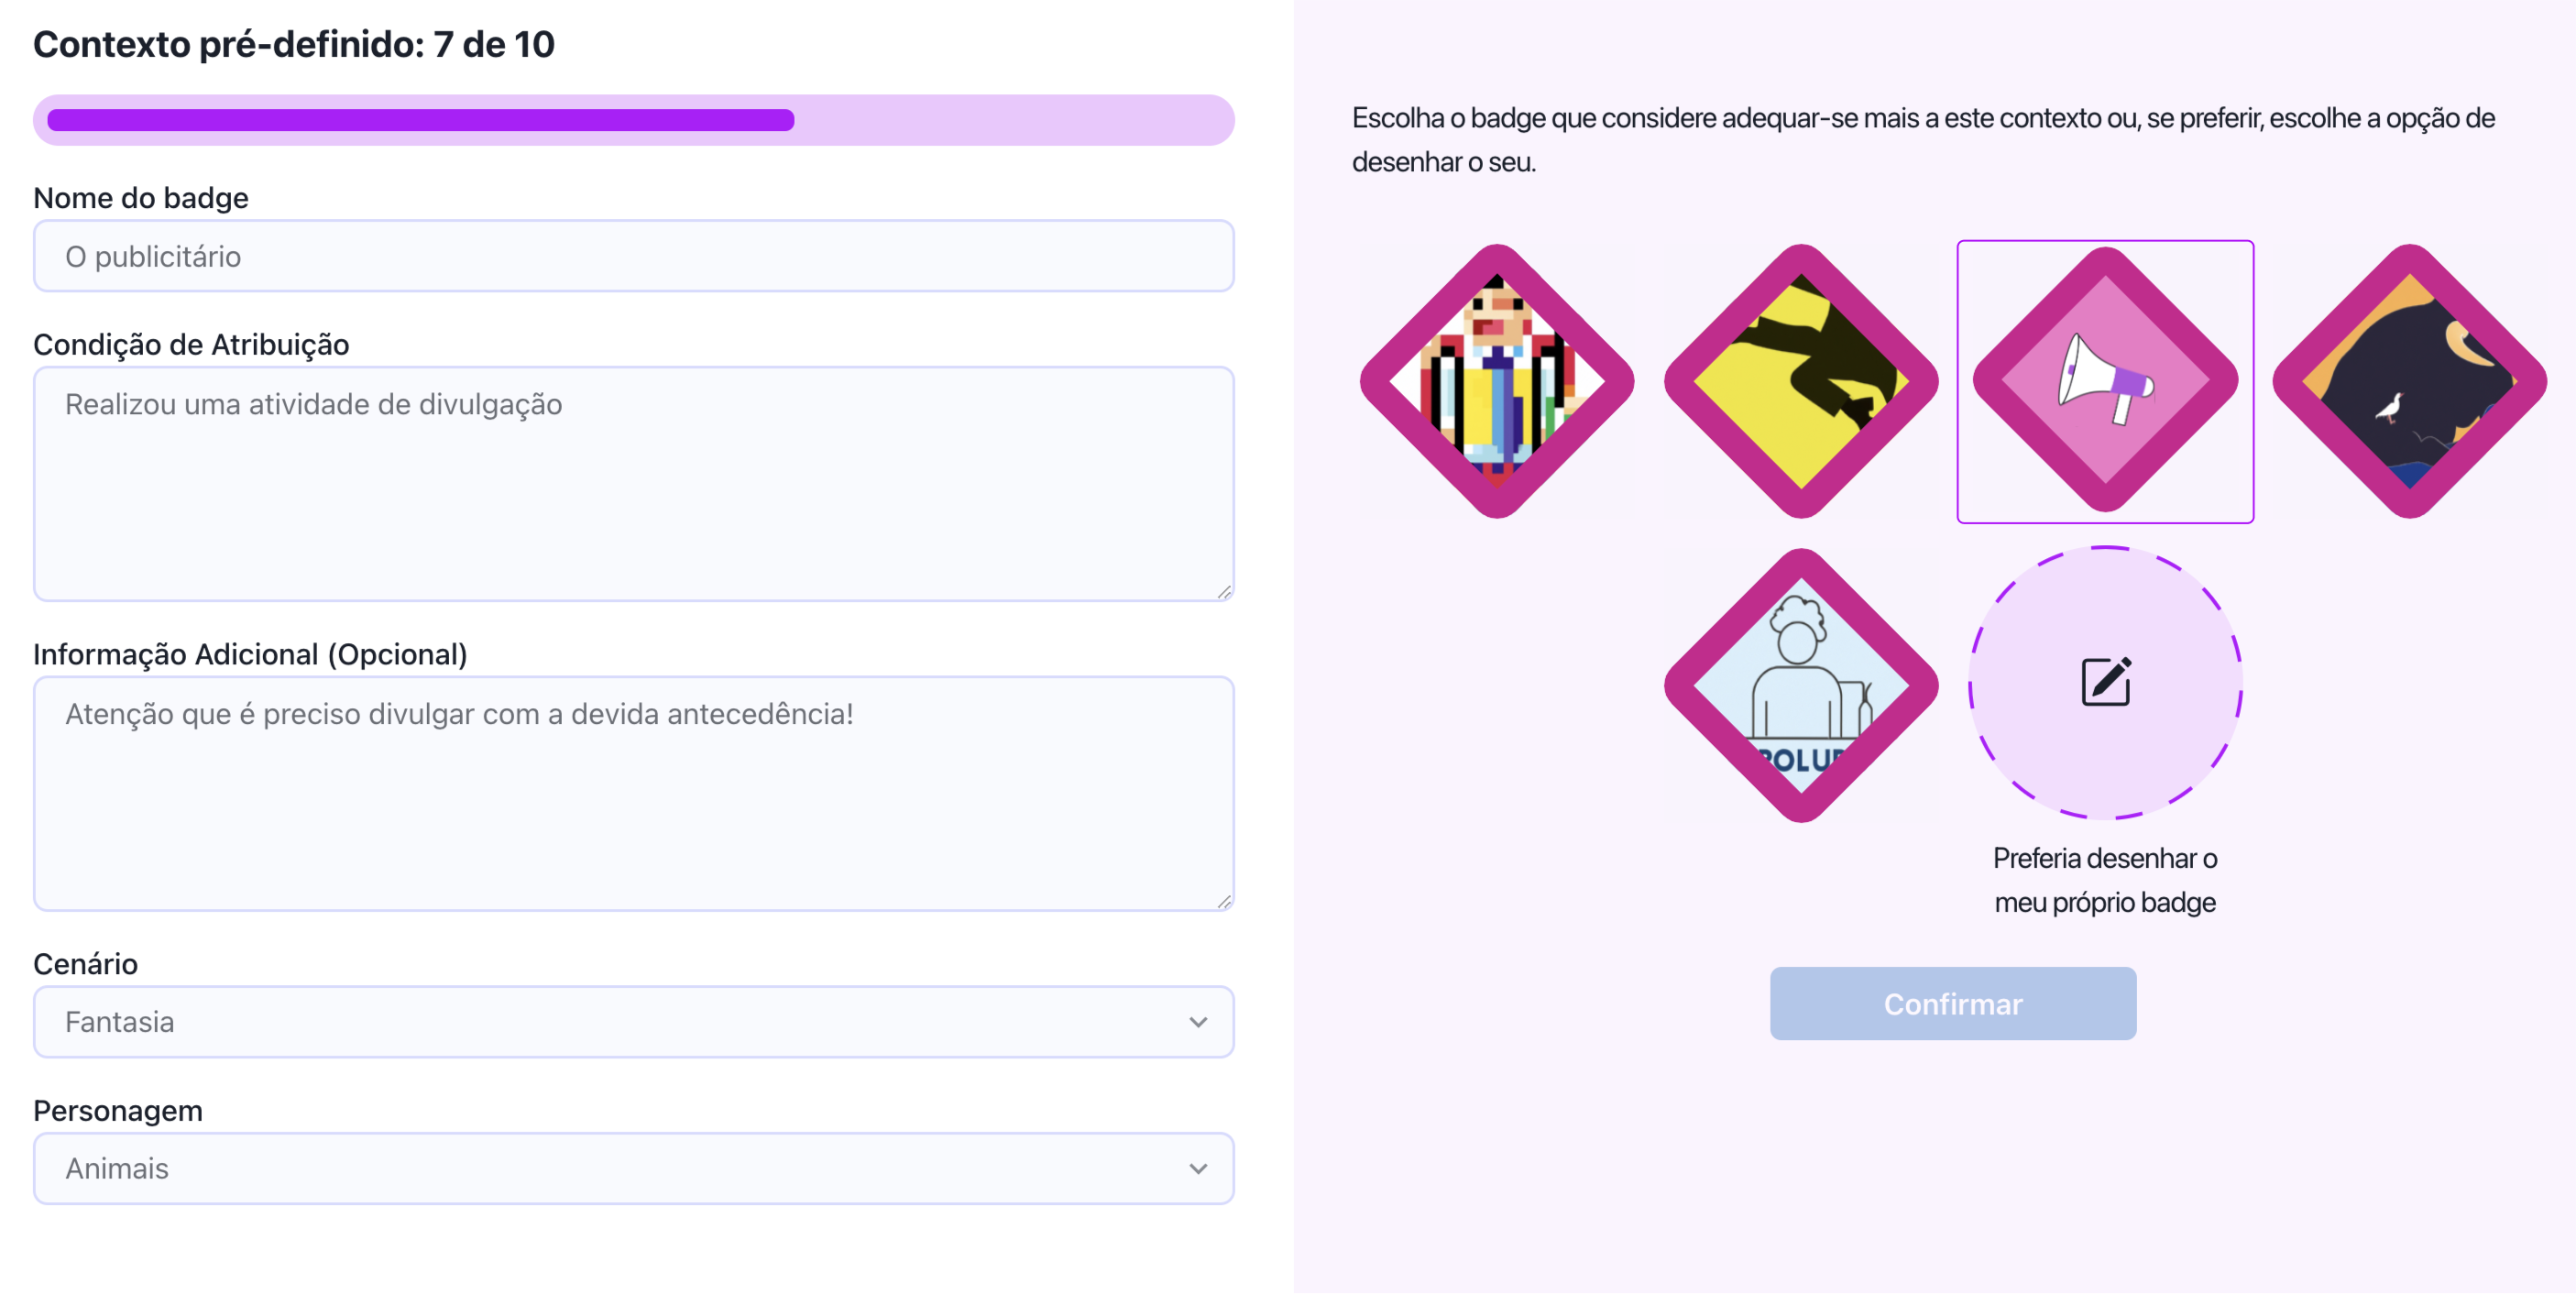 Contexto pré-definido: 7 de 10
Nome do badge
O publicitário
Condição de Atribuição
Realizou uma atividade de divulgação
Informação Adicional (Opcional)
Atenção que é preciso divulgar com a devida antecedência!
Cenário
Fantasia
Personagem
Animais
Escolha o badge que considere adequar-se mais a este contexto ou, se preferir, escolhe a opção de
desenhar o seu.
POLU
Preferia desenhar o
meu próprio badge
Confirmar